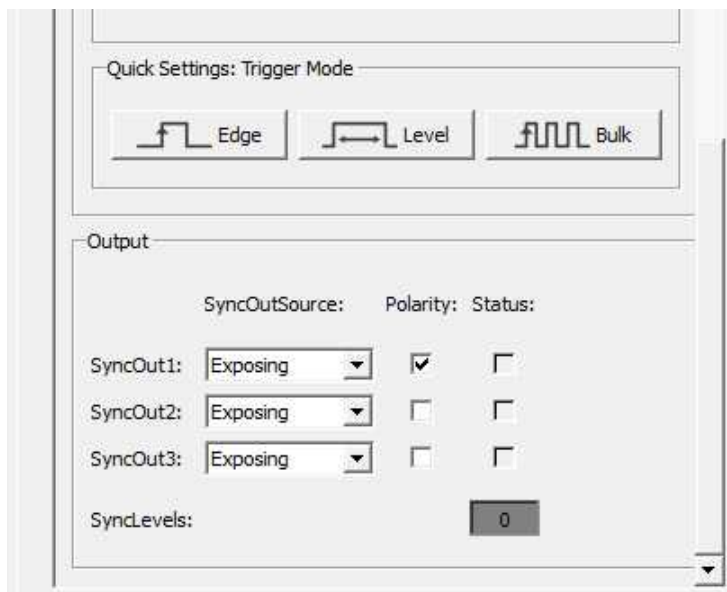 Quick Settings: Trigger Mode
Edge Level Bulk
Output
SyncOutSource: Polarity: Status:
SyncOut1: Exposing
SyncOut2: Exposing
SyncOut3: Exposing
SyncLevels: 0